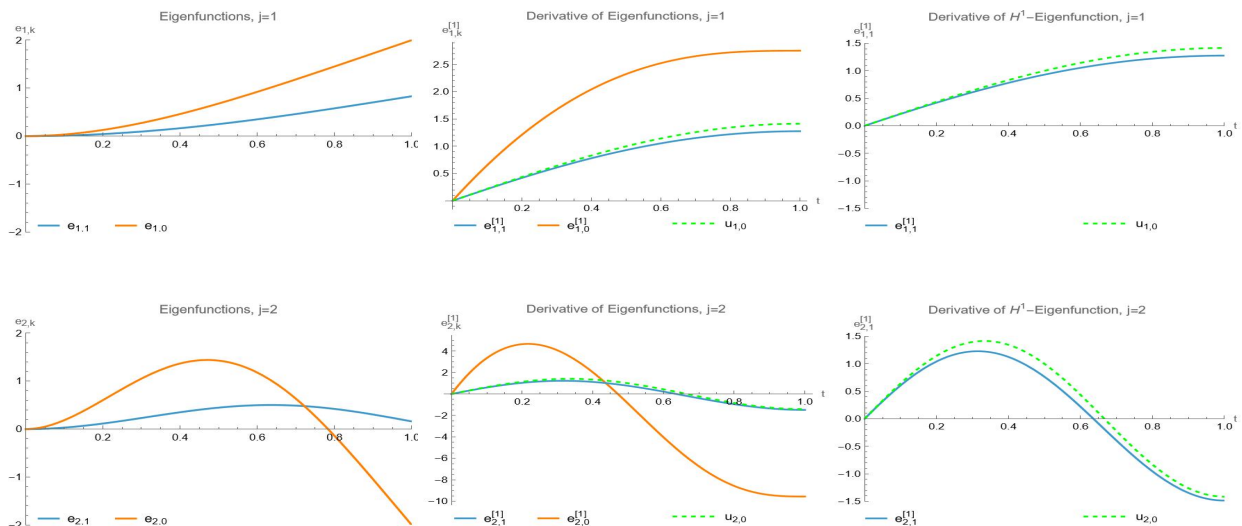 Eigenfunctions, j=1
e1,k
2
1
0
−1
−2
0.2
0.4
0.6
0.8
1.0
e1,1
e1,0
Derivative of Eigenfunctions, j=1
e[1]1,k
2.5
2.0
1.5
1.0
0.5
0.2
0.4
0.6
0.8
1.0
t
e[1]1,1
e[1]1,0
u1,0
Derivative of H1−Eigenfunction, j=1
e[1]1,1
1.5
1.0
0.5
0.0
−0.5
−1.0
−1.5
0.2
0.4
0.6
0.8
1.0
t
e[1]1,1
u1,0
Eigenfunctions, j=2
e2,k
2
1
0
−1
−2
0.2
0.4
0.6
0.8
1.0
e2,1
e2,0
Derivative of Eigenfunctions, j=2
e[1]2,k
4
2
0
−2
−4
−6
−8
−10
0.2
0.4
0.6
0.8
1.0
t
e[1]2,1
e[1]2,0
u2,0
Derivative of H1−Eigenfunction, j=2
e[1]2,1
1.5
1.0
0.5
0.0
−0.5
−1.0
−1.5
0.2
0.4
0.6
0.8
1.0
t
e[1]2,1
u2,0